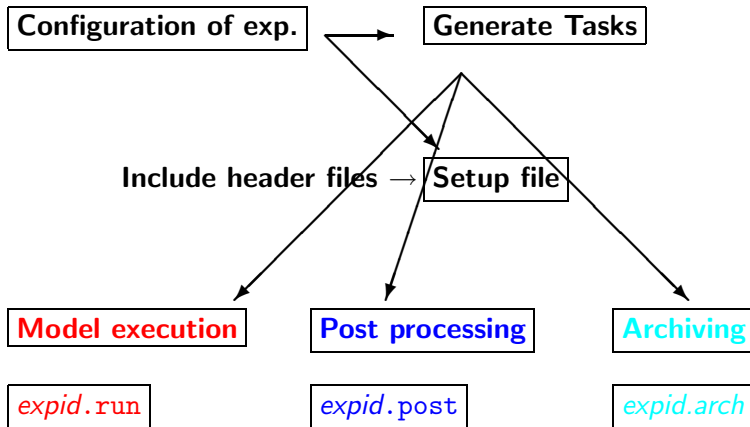 Configuration of exp.
Generate Tasks
Include header files → Setup file
Model execution
Post processing
Archiving
expid.run
expid.post
expid.arch